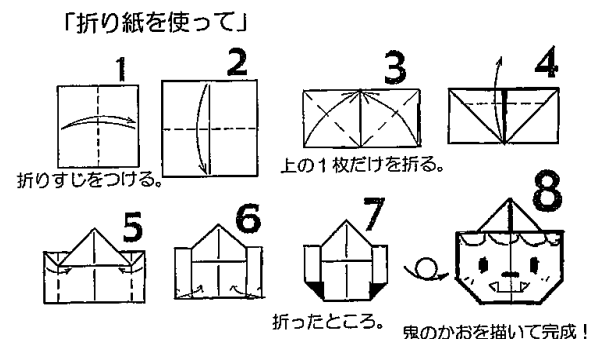 「折り紙を使って」
1
2
3
4
折りすじをつける。
上の1枚だけを折る。
5
6
7
8
折ったところ。
鬼のかおを描いて完成!